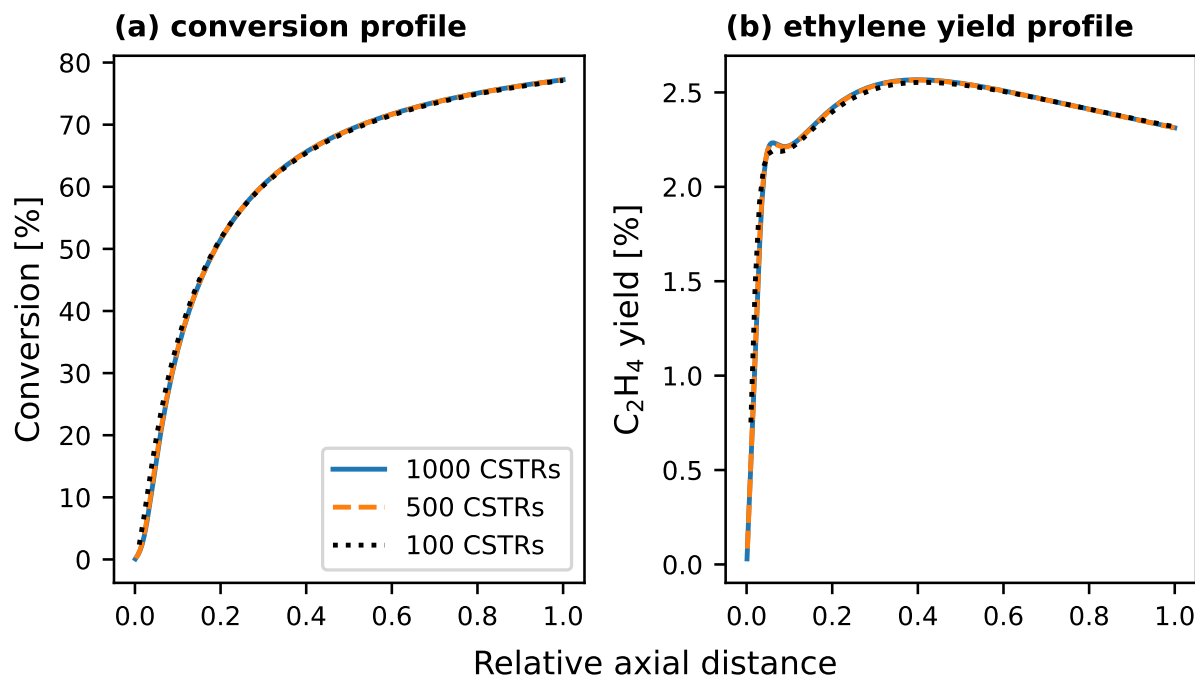 (a) conversion profile
(b) ethylene yield profile
Conversion [%]
80
70
60
50
40
30
20
10
0
0.0 0.2 0.4 0.6 0.8 1.0
1000 CSTRs
500 CSTRs
100 CSTRs
C₂H₄ yield [%]
2.5
2.0
1.5
1.0
0.5
0.0
0.0 0.2 0.4 0.6 0.8 1.0
Relative axial distance